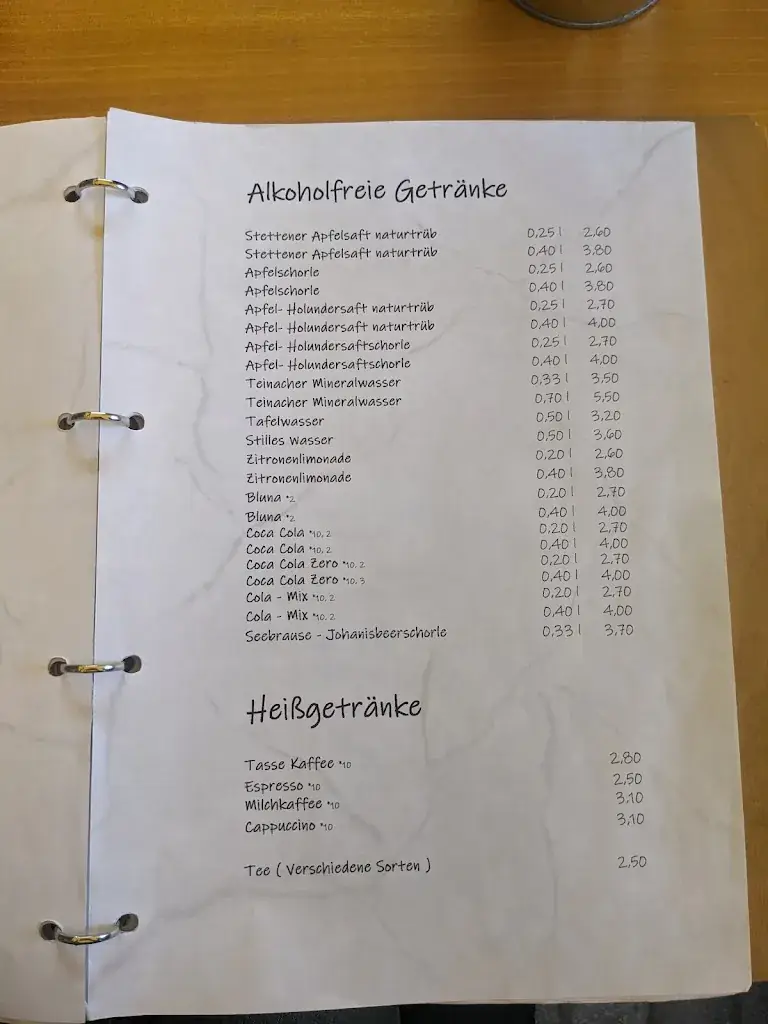 Alkoholfreie Getränke
Stettener Apfelsaft naturtrüb 0,25 l 2,60
Stettener Apfelsaft naturtrüb 0,40 l 3,80
Apfelschorle 0,25 l 2,60
Apfelschorle 0,40 l 3,80
Apfel- Holundersaft naturtrüb 0,25 l 2,70
Apfel- Holundersaft naturtrüb 0,40 l 4,00
Apfel- Holundersaftschorle 0,25 l 2,70
Apfel- Holundersaftschorle 0,40 l 4,00
Teinacher Mineralwasser 0,33 l 3,50
Teinacher Mineralwasser 0,70 l 5,50
Tafelwasser 0,50 l 3,20
Stilles Wasser 0,50 l 3,60
Zitronenlimonade 0,20 l 2,60
Zitronenlimonade 0,40 l 3,80
Bluna *2 0,20 l 2,70
Bluna *2 0,40 l 4,00
Coca Cola *10, 2 0,20 l 2,70
Coca Cola *10, 2 0,40 l 4,00
Coca Cola Zero *10, 2 0,20 l 2,70
Coca Cola Zero *10, 3 0,40 l 4,00
Cola - Mix *10, 2 0,20 l 2,70
Cola - Mix *10, 2 0,40 l 4,00
Seebrause - Johanisbeerschorle 0,33 l 3,70
Heißgetränke
Tasse Kaffee *10 2,80
Espresso *10 2,50
Milchkaffee *10 3,10
Cappuccino *10 3,10
Tee ( Verschiedene Sorten ) 2,50